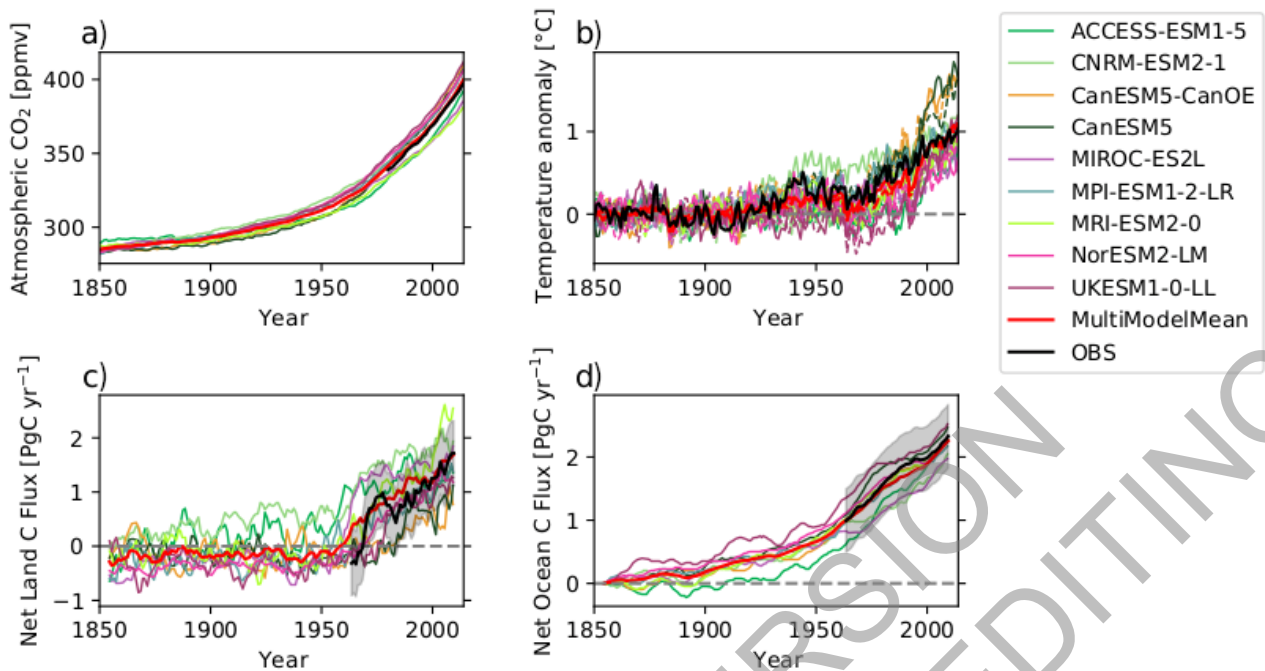 a)
Atmospheric CO₂ [ppmv]
400
350
300
1850 1900 1950 2000
Year
b)
Temperature anomaly [°C]
1
0
1850 1900 1950 2000
Year
ACCESS-ESM1-5
CNRM-ESM2-1
CanESM5-CanOE
CanESM5
MIROC-ES2L
MPI-ESM1-2-LR
MRI-ESM2-0
NorESM2-LM
UKESM1-0-LL
MultiModelMean
OBS
c)
Net Land C Flux [PgC yr⁻¹]
2
1
0
−1
1850 1900 1950 2000
Year
d)
Net Ocean C Flux [PgC yr⁻¹]
2
1
0
1850 1900 1950 2000
Year